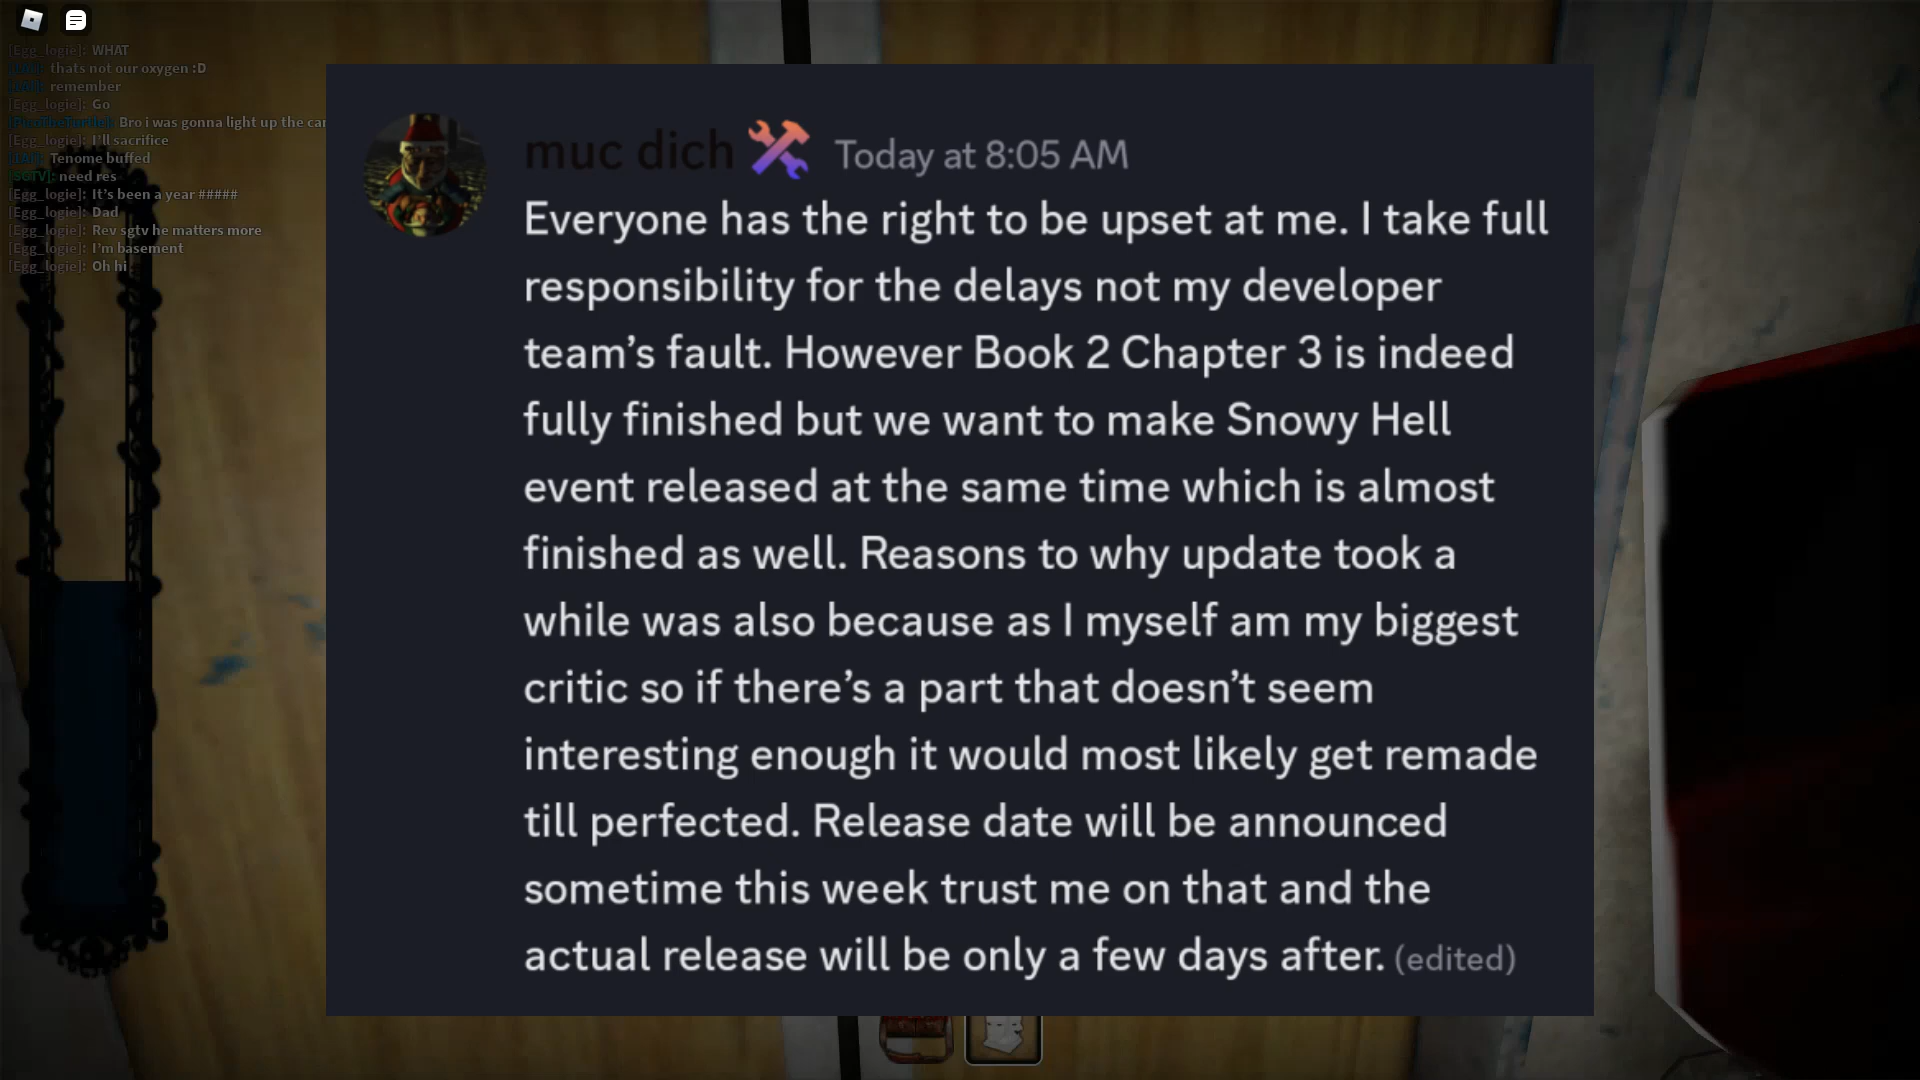 [Egg_logie]: WHAT
thats not our oxygen :D
remember
[Egg_logie]: Go
Bro i was gonna light up the
[Egg_logie]: I'll sacrifice
Tenome buffed
[SGTV]: need res
[Egg_logie]: It's been a year #####
[Egg_logie]: Dad
[Egg_logie]: Rev sgtv he matters more
[Egg_logie]: I'm basement
[Egg_logie]: Oh hi
muc dich Today at 8:05 AM
Everyone has the right to be upset at me. I take full
responsibility for the delays not my developer
team’s fault. However Book 2 Chapter 3 is indeed
fully finished but we want to make Snowy Hell
event released at the same time which is almost
finished as well. Reasons to why update took a
while was also because as I myself am my biggest
critic so if there’s a part that doesn’t seem
interesting enough it would most likely get remade
till perfected. Release date will be announced
sometime this week trust me on that and the
actual release will be only a few days after. (edited)